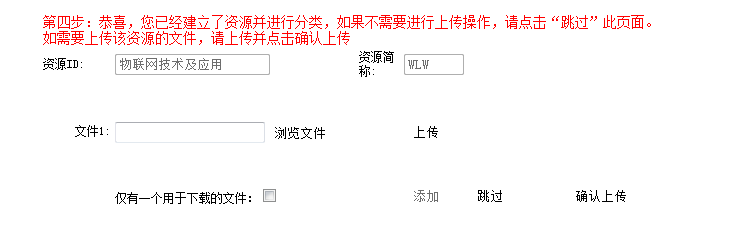 第四步：恭喜，您已经建立了资源并进行分类，如果不需要进行上传操作，请点击“跳过”此页面。
如需要上传该资源的文件，请上传并点击确认上传
资源ID: 物联网技术及应用 资源简称: WLW
文件1: 浏览文件 上传
仅有一个用于下载的文件： 添加 跳过 确认上传